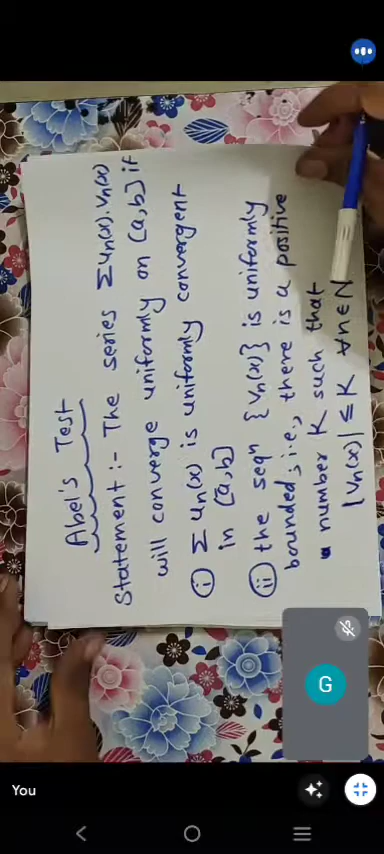 Abel's Test
Statement :- The series Σ un(x).vn(x)
will converge uniformly on [a,b] if
(i) Σ un(x) is uniformly convergent
in [a,b]
(ii) the seqn {vn(x)} is uniformly
bounded, i.e., there is a positive
number K such that
|vn(x)| ≤ K ∀n∈N
G
You